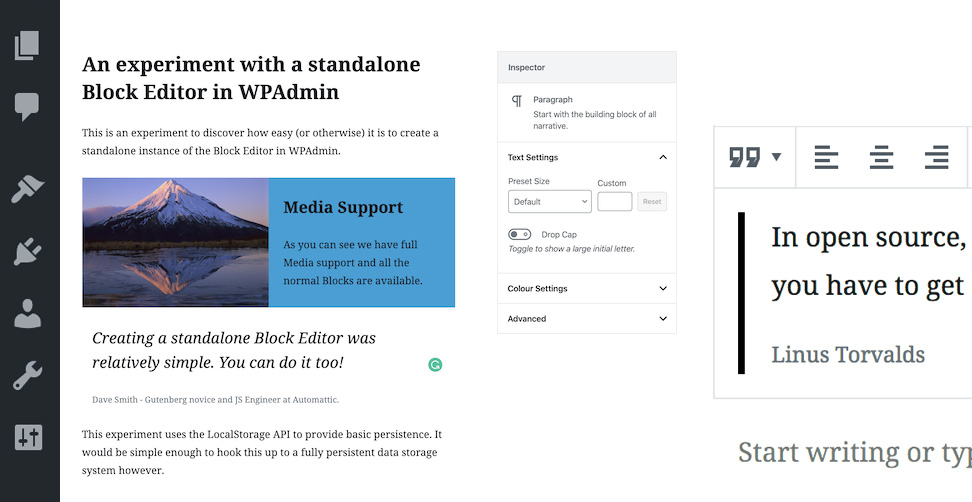 An experiment with a standalone
Block Editor in WPAdmin
This is an experiment to discover how easy (or otherwise) it is to create a
standalone instance of the Block Editor in WPAdmin.
Media Support
As you can see we have full
Media support and all the
normal Blocks are available.
Creating a standalone Block Editor was
relatively simple. You can do it too!
Dave Smith - Gutenberg novice and JS Engineer at Automattic.
This experiment uses the LocalStorage API to provide basic persistence. It
would be simple enough to hook this up to a fully persistent data storage
system however.
Inspector
Paragraph
Start with the building block of all
narrative.
Text Settings
Preset Size
Custom
Default
Reset
Drop Cap
Toggle to show a large initial letter.
Colour Settings
Advanced
In open source,
you have to get
Linus Torvalds
Start writing or typ